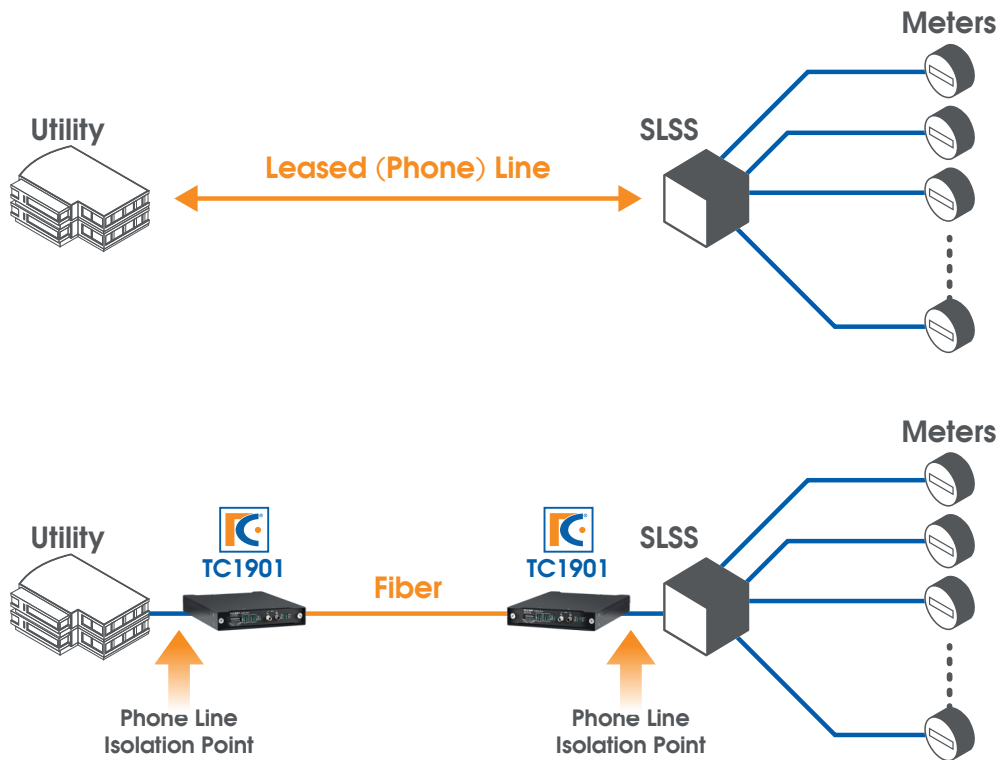 Meters
Utility
SLSS
Leased (Phone) Line
Meters
Utility
TC1901
TC1901
SLSS
Fiber
Phone Line
Isolation Point
Phone Line
Isolation Point